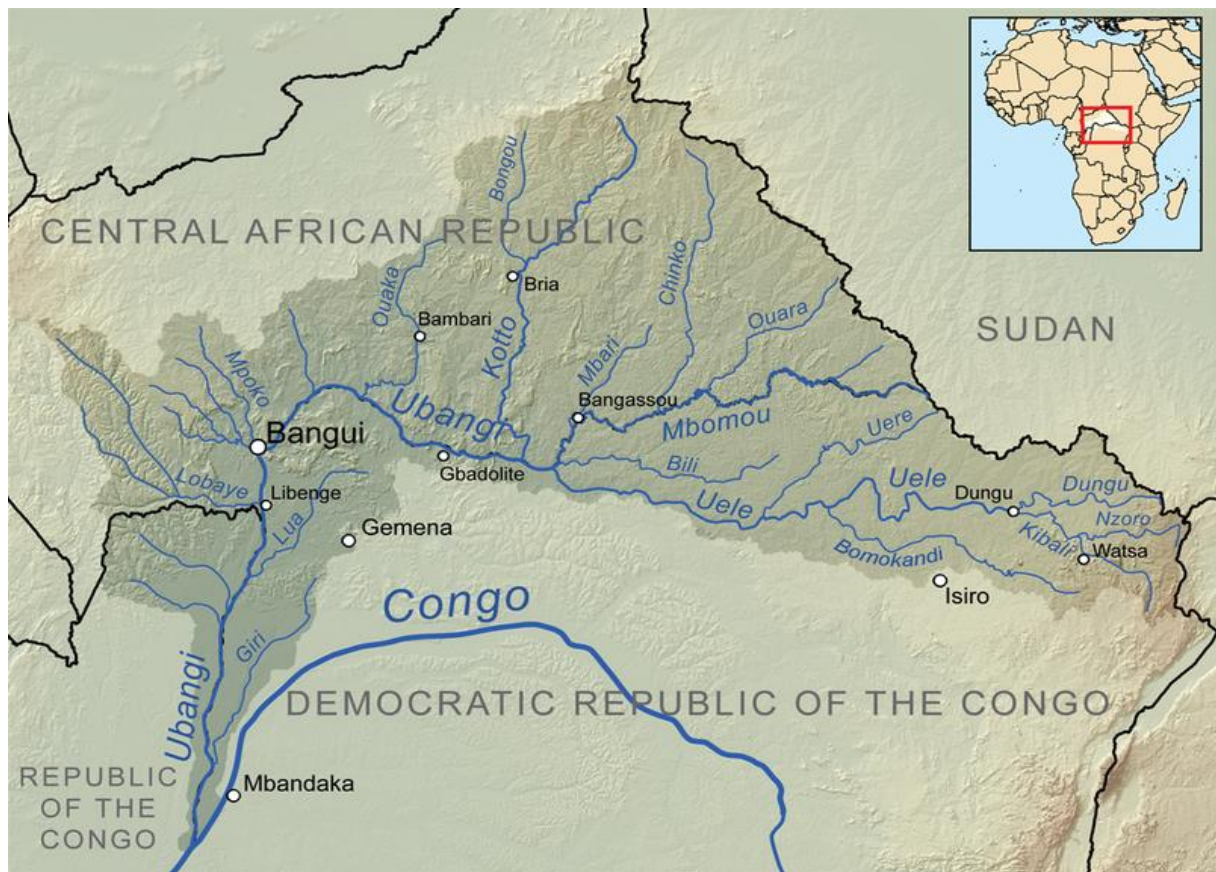 Bongou
CENTRAL AFRICAN REPUBLIC
Chinko
Ouaka
Bria
Bambari
Kotto
Ouara
SUDAN
Mpoko
Mbari
Bangassou
Ubangi
Mbomou
Uere
Bangui
Gbadolite
Bili
Lobaye
Libenge
Uele
Uele
Dungu
Dungu
Nzoro
Lua
Gemena
Kibali
Watsa
Bomokandi
Isiro
Congo
Giri
Ubangi
DEMOCRATIC REPUBLIC OF THE CONGO
REPUBLIC
OF THE
CONGO
Mbandaka